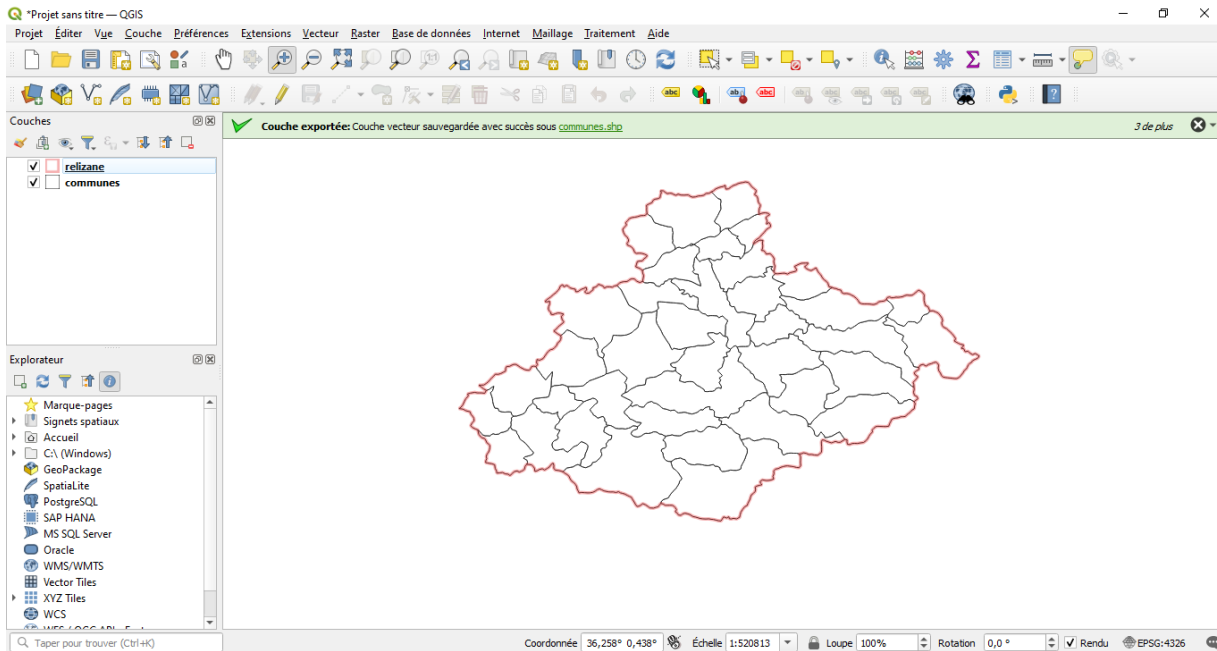 *Projet sans titre — QGIS
Projet Éditer Vue Couche Préférences Extensions Vecteur Raster Base de données Internet Maillage Traitement Aide
Couches
Couche exportée: Couche vecteur sauvegardée avec succès sous communes.shp
3 de plus
relizane
communes
Explorateur
Marque-pages
Signets spatiaux
Accueil
C:\ (Windows)
GeoPackage
SpatiaLite
PostgreSQL
SAP HANA
MS SQL Server
Oracle
WMS/WMTS
Vector Tiles
XYZ Tiles
WCS
Taper pour trouver (Ctrl+K)
Coordonnée 36,258° 0,438° Échelle 1:520813 Loupe 100% Rotation 0,0 ° Rendu EPSG:4326